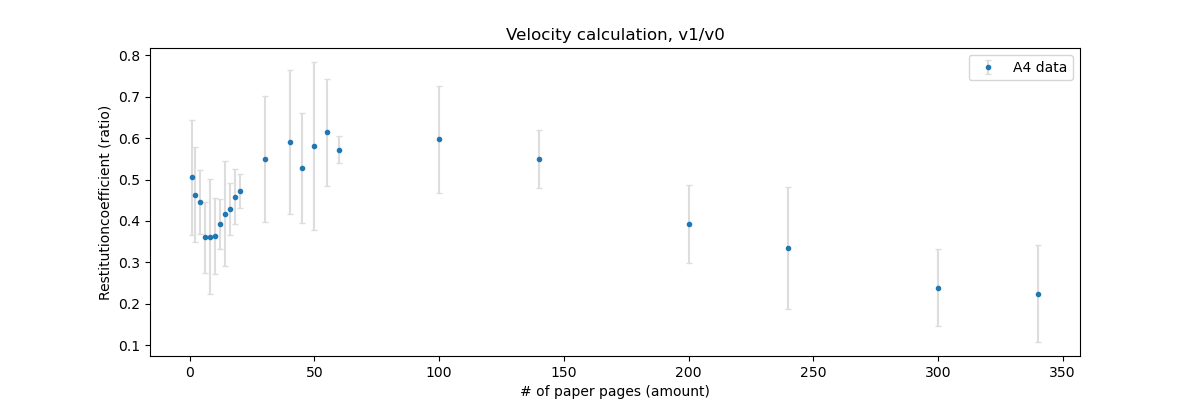 Velocity calculation, v1/v0
A4 data
Restitutioncoefficient (ratio)
0.8
0.7
0.6
0.5
0.4
0.3
0.2
0.1
0 50 100 150 200 250 300 350
# of paper pages (amount)